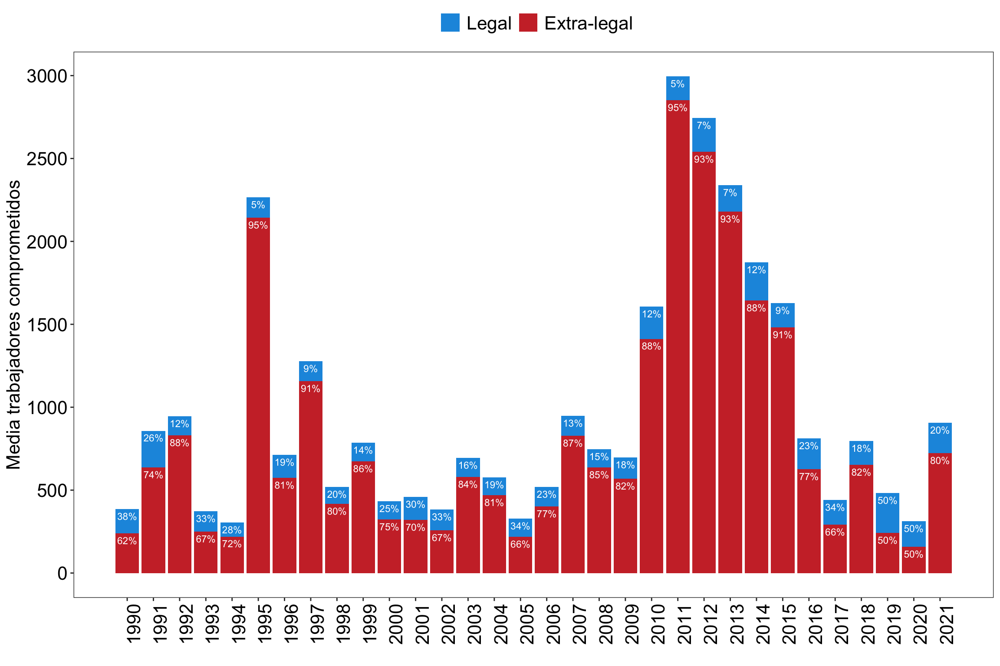 Legal Extra-legal
Media trabajadores comprometidos
3000
2500
2000
1500
1000
500
0
38% 26% 12% 33% 28% 5% 19% 9% 20% 14% 25% 30% 33% 16% 19% 34% 23% 13% 15% 18% 12% 5% 7% 7% 12% 9% 23% 34% 18% 50% 50% 20%
62% 74% 88% 67% 72% 95% 81% 91% 80% 86% 75% 70% 67% 84% 81% 66% 77% 87% 85% 82% 88% 95% 93% 93% 88% 91% 77% 66% 82% 50% 50% 80%
1990 1991 1992 1993 1994 1995 1996 1997 1998 1999 2000 2001 2002 2003 2004 2005 2006 2007 2008 2009 2010 2011 2012 2013 2014 2015 2016 2017 2018 2019 2020 2021